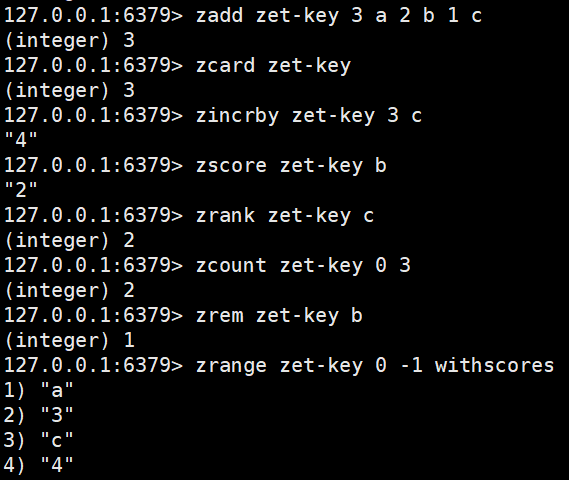 127.0.0.1:6379> zadd zet-key 3 a 2 b 1 c
(integer) 3
127.0.0.1:6379> zcard zet-key
(integer) 3
127.0.0.1:6379> zincrby zet-key 3 c
"4"
127.0.0.1:6379> zscore zet-key b
"2"
127.0.0.1:6379> zrank zet-key c
(integer) 2
127.0.0.1:6379> zcount zet-key 0 3
(integer) 2
127.0.0.1:6379> zrem zet-key b
(integer) 1
127.0.0.1:6379> zrange zet-key 0 -1 withscores
1) "a"
2) "3"
3) "c"
4) "4"